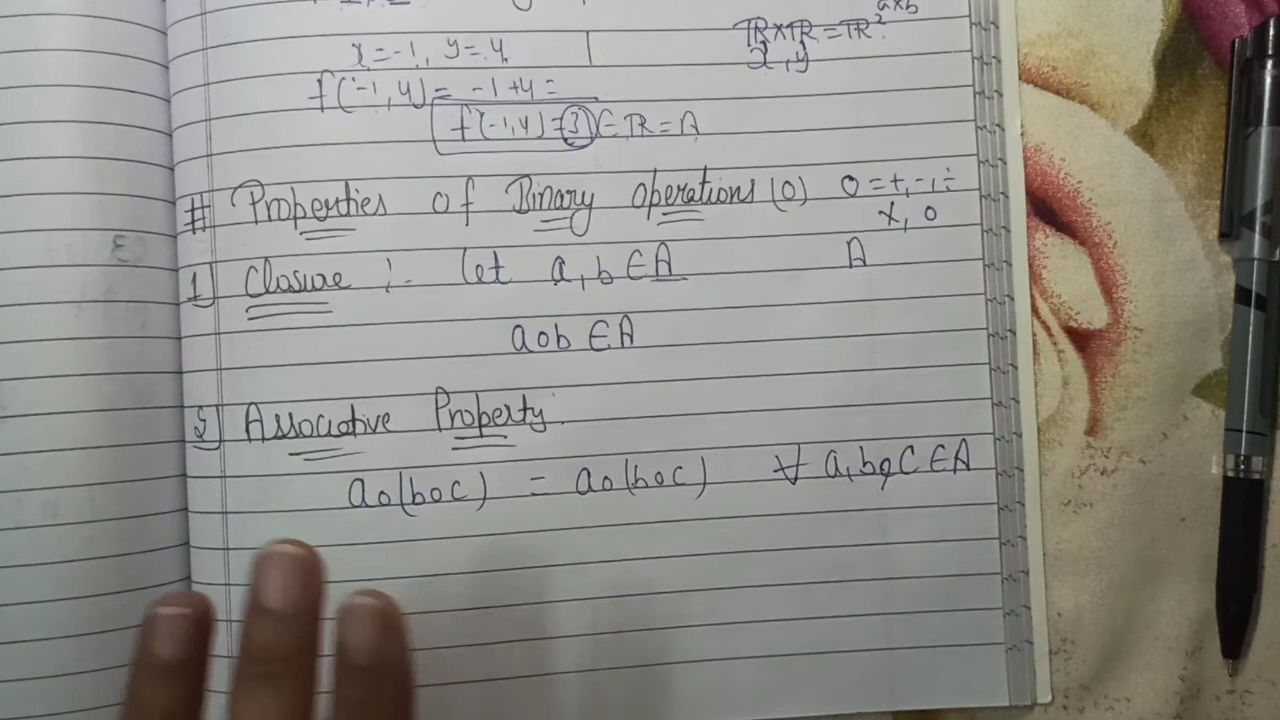 a×b
ℝ×ℝ=ℝ².
x, y
x=-1, y=4.
f(-1,4)= -1+4=
f(-1,4)=3 ∈ ℝ=A
# Properties of Binary operations (o) o=+,-,÷
×, o
1] Closure :- let a,b∈A A
aob ∈A
2] Associative Property:
ao(boc) = ao(boc) ∀ a,b,c∈A